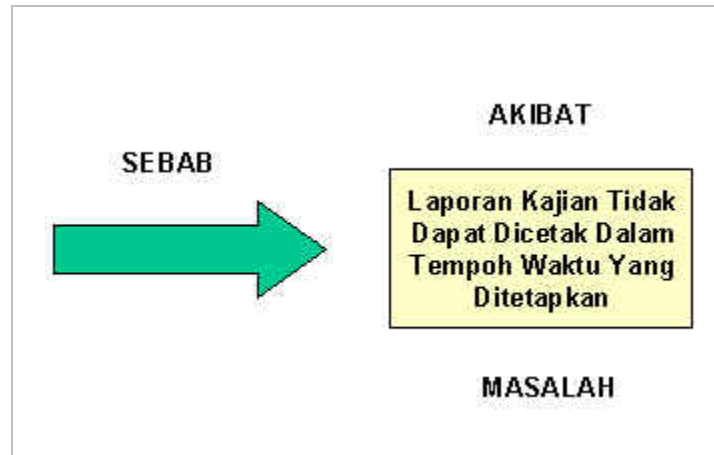 AKIBAT
SEBAB
Laporan Kajian Tidak
Dapat Dicetak Dalam
Tempoh Waktu Yang
Ditetapkan
MASALAH